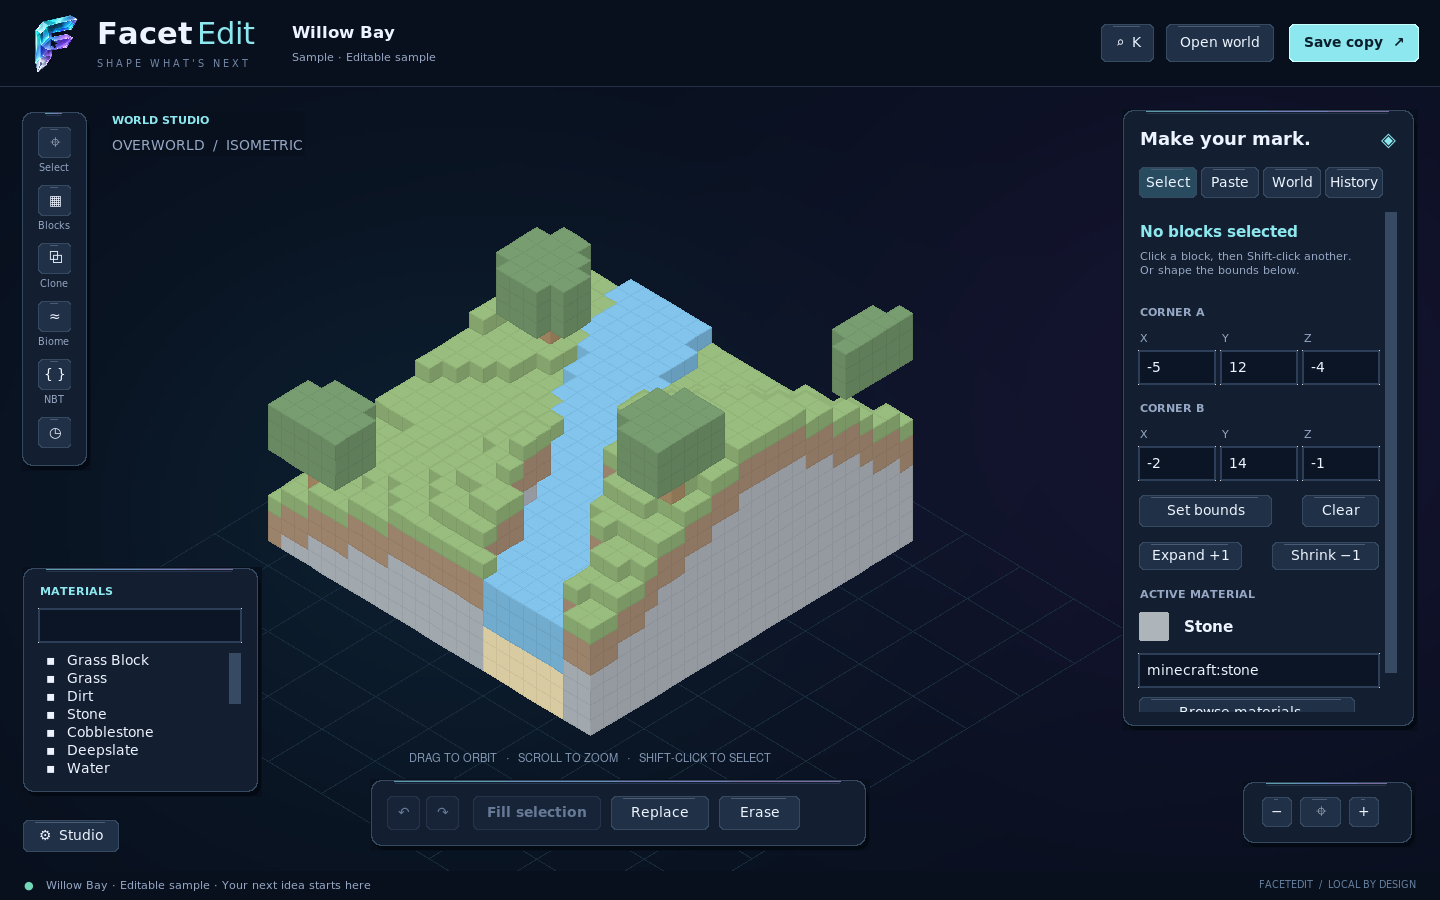 FacetEdit
SHAPE WHAT'S NEXT
Willow Bay
Sample · Editable sample
⌕ K
Open world
Save copy ↗
Select
Blocks
Clone
Biome
{ }
NBT
WORLD STUDIO
OVERWORLD / ISOMETRIC
Make your mark.
Select
Paste
World
History
No blocks selected
Click a block, then Shift-click another.
Or shape the bounds below.
CORNER A
X Y Z
-5 12 -4
CORNER B
X Y Z
-2 14 -1
Set bounds
Clear
Expand +1
Shrink −1
ACTIVE MATERIAL
Stone
minecraft:stone
Browse materials
MATERIALS
Grass Block
Grass
Dirt
Stone
Cobblestone
Deepslate
Water
DRAG TO ORBIT · SCROLL TO ZOOM · SHIFT-CLICK TO SELECT
Fill selection
Replace
Erase
− +
Studio
Willow Bay · Editable sample · Your next idea starts here
FACETEDIT / LOCAL BY DESIGN